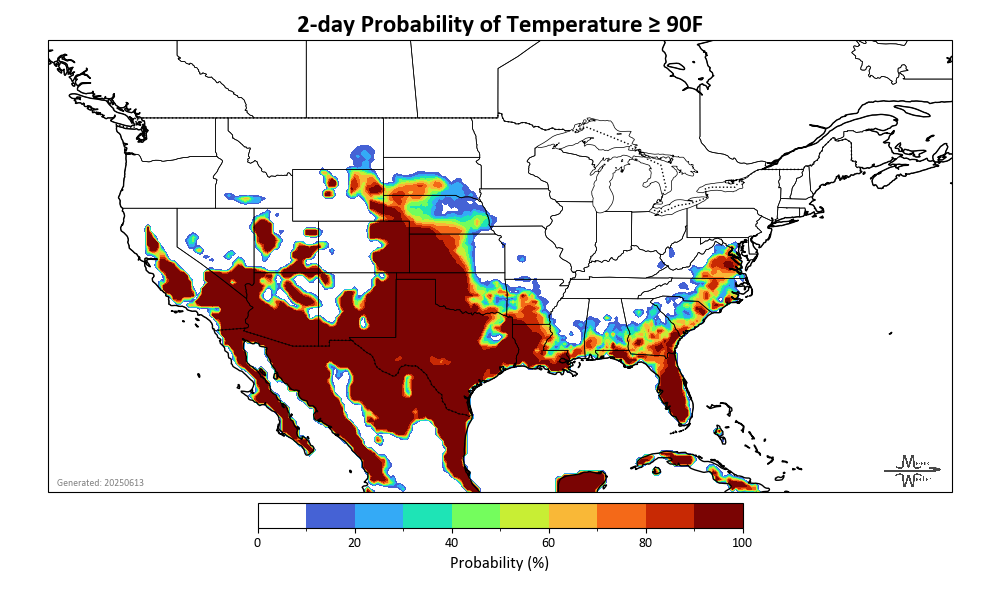 2-day Probability of Temperature ≥ 90F
Generated: 20250613
0 20 40 60 80 100
Probability (%)